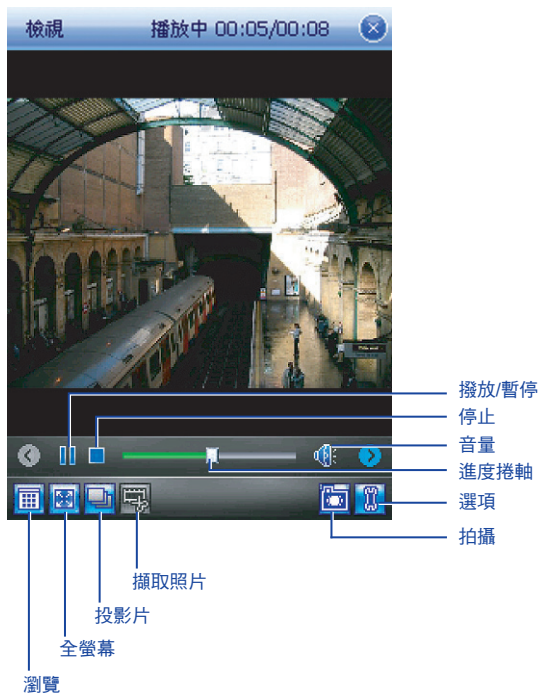 檢視
播放中 00:05/00:08
撥放/暫停
停止
音量
進度捲軸
選項
拍攝
擷取照片
投影片
全螢幕
瀏覽